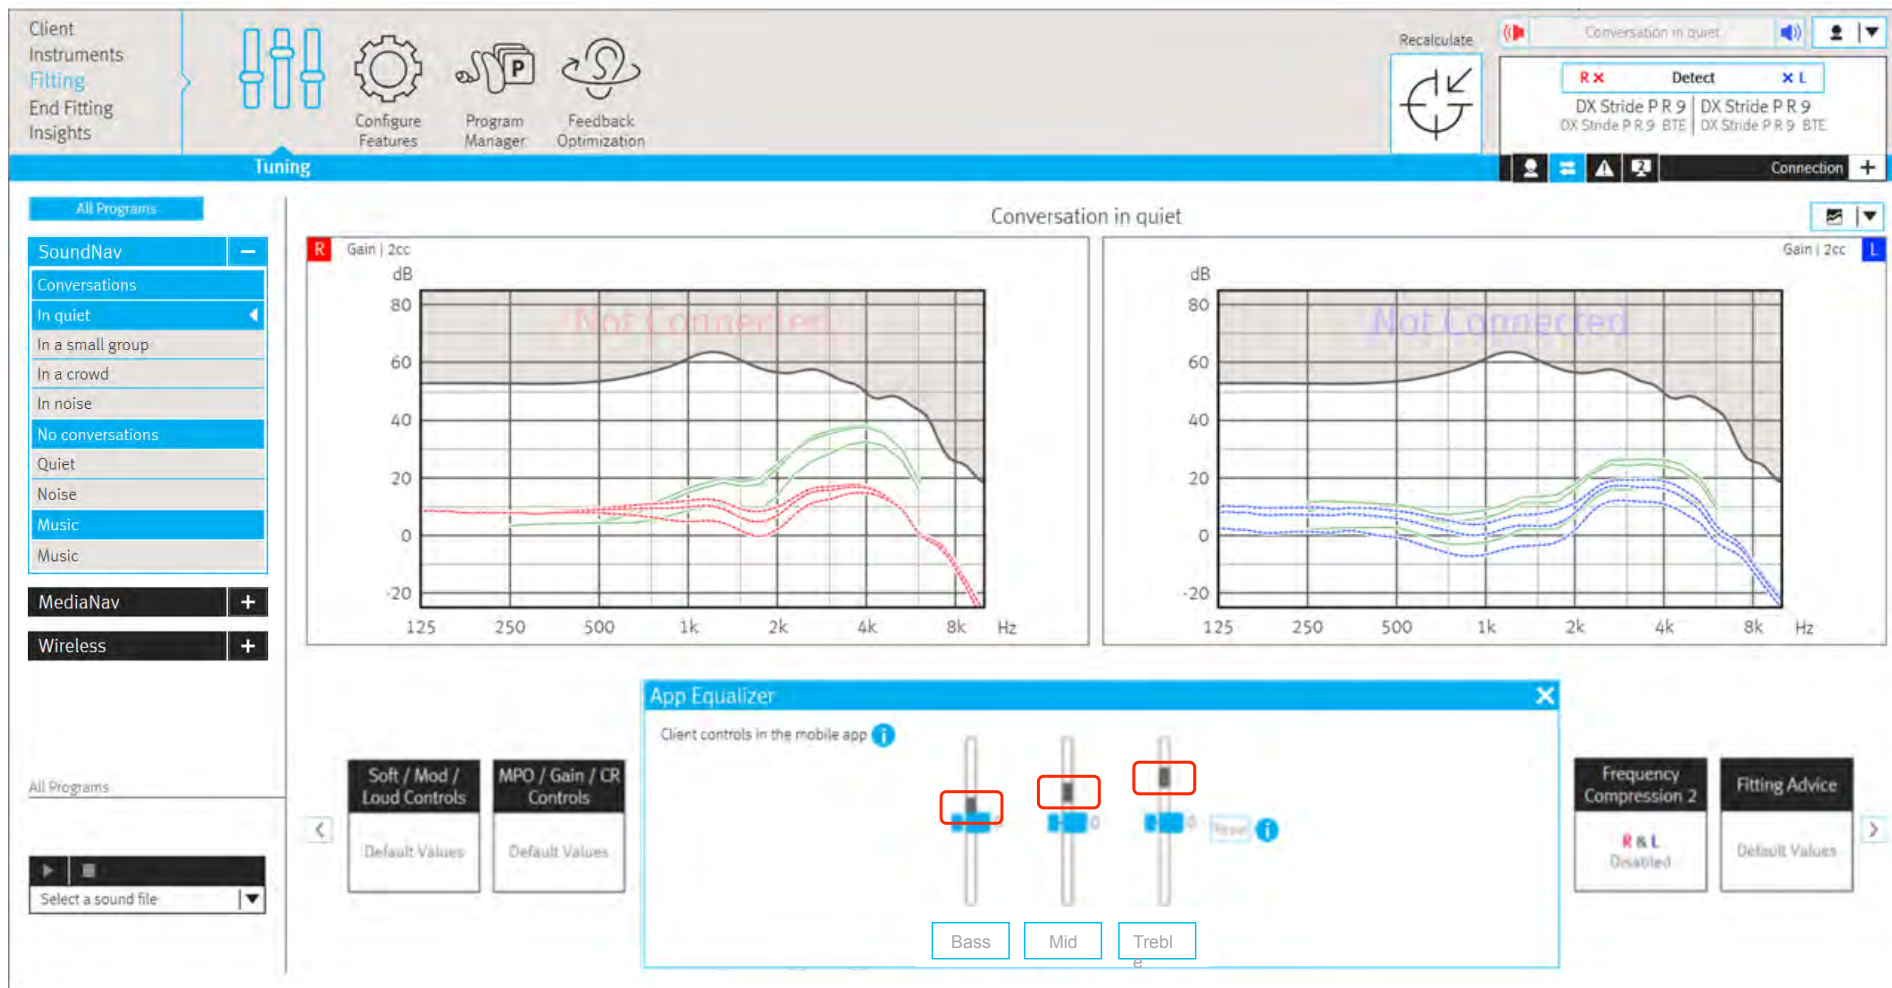 Client
Instruments
Fitting
End Fitting
Insights
Configure
Features
Program
Manager
P
Feedback
Optimization
Tuning
Recalculate
Conversation in quiet
R × Detect × L
DX Stride P R 9 | DX Stride P R 9
DX Stride P R 9 BTE | DX Stride P R 9 BTE
2
Connection +
All Programs
SoundNav −
Conversations
In quiet
In a small group
In a crowd
In noise
No conversations
Quiet
Noise
Music
Music
MediaNav +
Wireless +
All Programs
Select a sound file
Conversation in quiet
R Gain | 2cc
dB
Not Connected
80
60
40
20
0
-20
125 250 500 1k 2k 4k 8k Hz
Gain | 2cc L
dB
Not Connected
80
60
40
20
0
-20
125 250 500 1k 2k 4k 8k Hz
Soft / Mod /
Loud Controls
Default Values
MPO / Gain / CR
Controls
Default Values
App Equalizer
Client controls in the mobile app i
0 0 0
Reset i
Bass
Mid
Trebl
e
Frequency
Compression 2
R & L
Disabled
Fitting Advice
Default Values